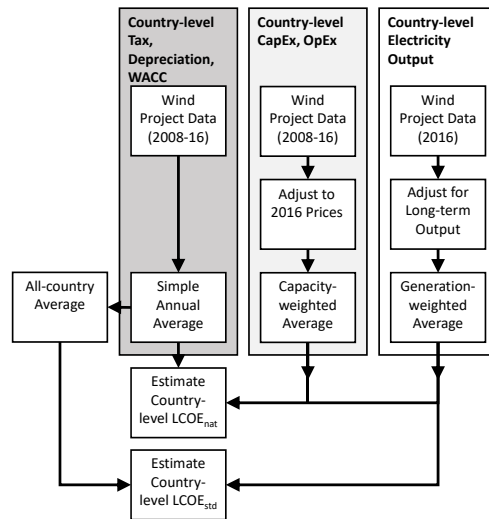 Country-level
Tax,
Depreciation,
WACC
Country-level
CapEx, OpEx
Country-level
Electricity
Output
Wind
Project Data
(2008-16)
Wind
Project Data
(2008-16)
Wind
Project Data
(2016)
Adjust to
2016 Prices
Adjust for
Long-term
Output
All-country
Average
Simple
Annual
Average
Capacity-
weighted
Average
Generation-
weighted
Average
Estimate
Country-
level LCOEnat
Estimate
Country-
level LCOEstd